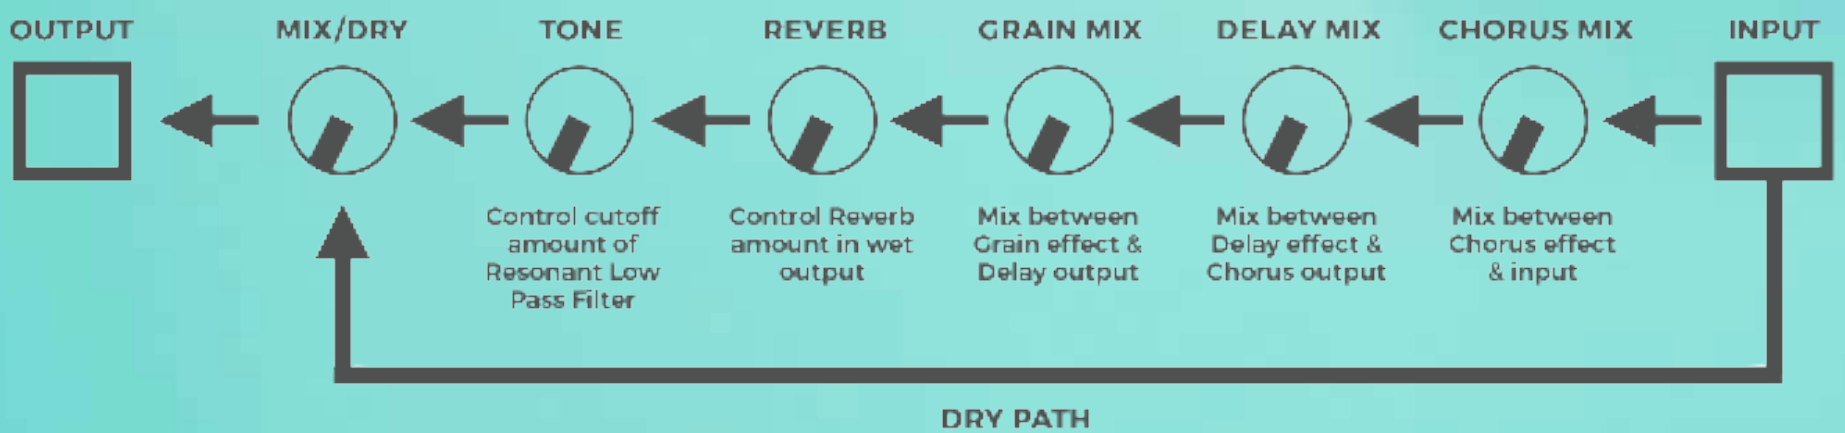 OUTPUT
MIX/DRY
TONE
REVERB
GRAIN MIX
DELAY MIX
CHORUS MIX
INPUT
Control cutoff
amount of
Resonant Low
Pass Filter
Control Reverb
amount in wet
output
Mix between
Grain effect &
Delay output
Mix between
Delay effect &
Chorus output
Mix between
Chorus effect
& input
DRY PATH